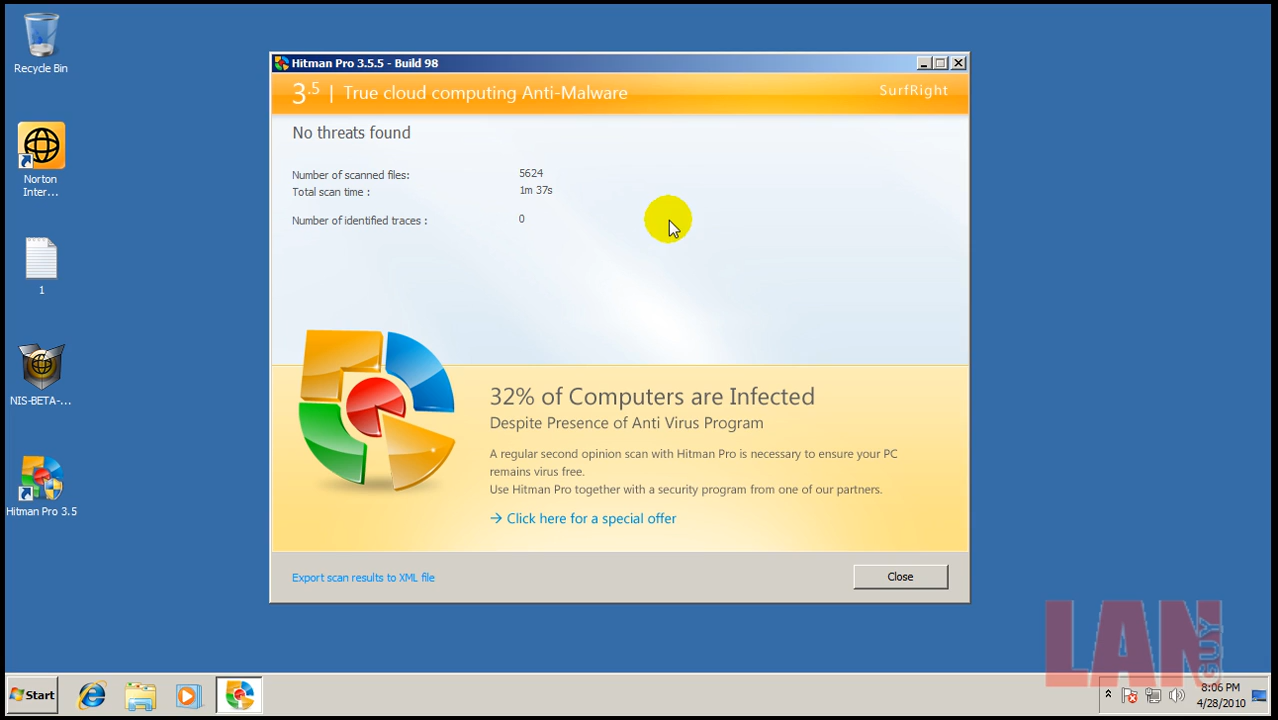 Recycle Bin
Norton
Inter...
1
NIS-BETA-...
Hitman Pro 3.5
Hitman Pro 3.5.5 - Build 98
3.5 | True cloud computing Anti-Malware
SurfRight
No threats found
Number of scanned files: 5624
Total scan time : 1m 37s
Number of identified traces : 0
32% of Computers are Infected
Despite Presence of Anti Virus Program
A regular second opinion scan with Hitman Pro is necessary to ensure your PC
remains virus free.
Use Hitman Pro together with a security program from one of our partners.
→ Click here for a special offer
Export scan results to XML file
Close
LAN GUY
Start
8:06 PM
4/28/2010